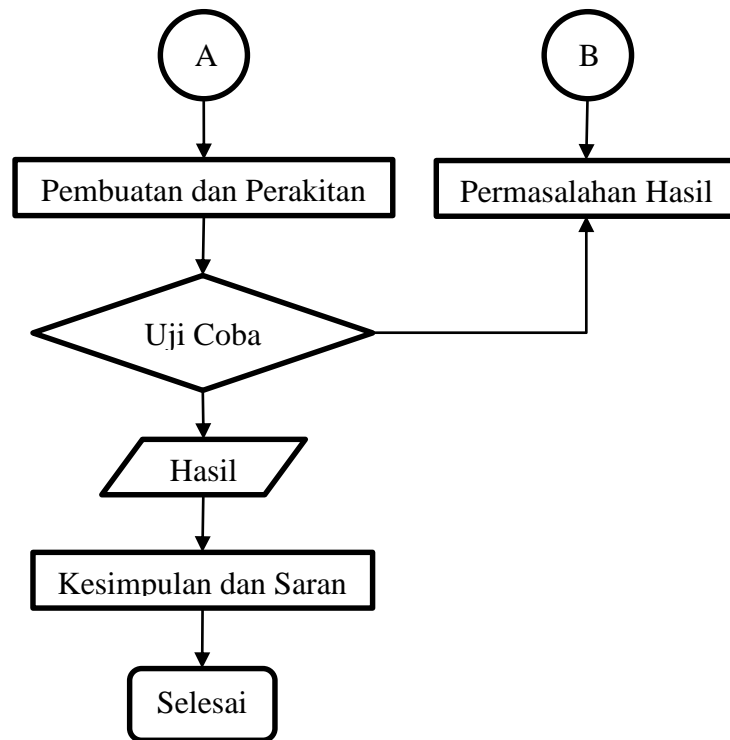 A
B
Pembuatan dan Perakitan
Permasalahan Hasil
Uji Coba
Hasil
Kesimpulan dan Saran
Selesai